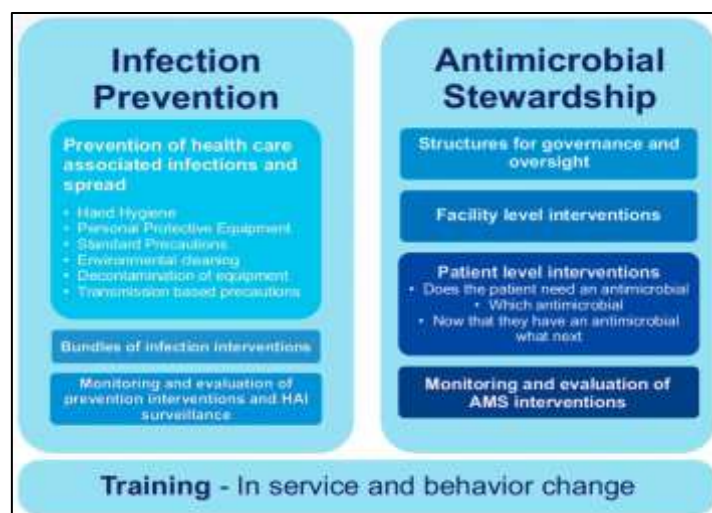 Infection
Prevention
Prevention of health care
associated infections and
spread
• Hand Hygiene
• Personal Protective Equipment
• Standard Precautions
• Environmental cleaning
• Decontamination of equipment
• Transmission based precautions
Bundles of infection interventions
Monitoring and evaluation of
prevention interventions and HAI
surveillance
Antimicrobial
Stewardship
Structures for governance and
oversight
Facility level interventions
Patient level interventions
• Does the patient need an antimicrobial
• Which antimicrobial
• Now that they have an antimicrobial
what next
Monitoring and evaluation of
AMS interventions
Training - In service and behavior change